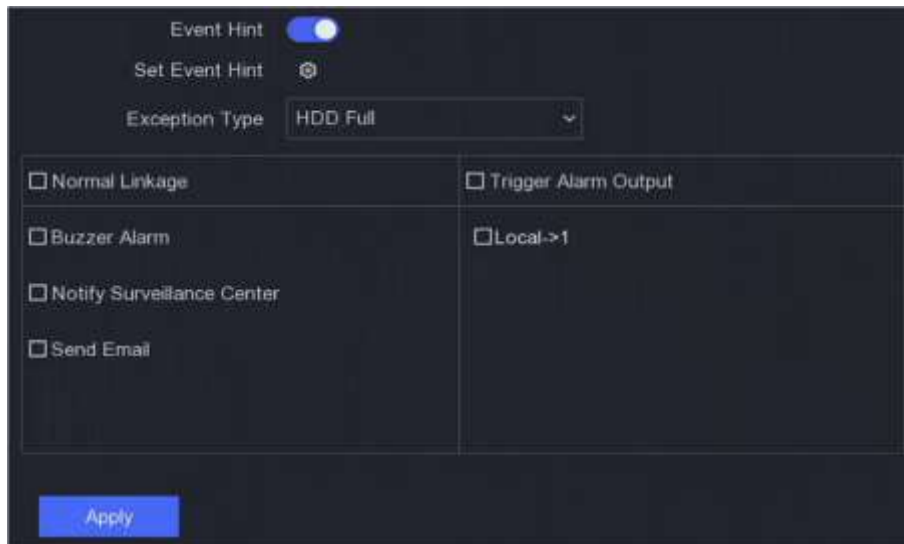 Event Hint
Set Event Hint
Exception Type HDD Full
Normal Linkage Trigger Alarm Output
Buzzer Alarm Local->1
Notify Surveillance Center
Send Email
Apply